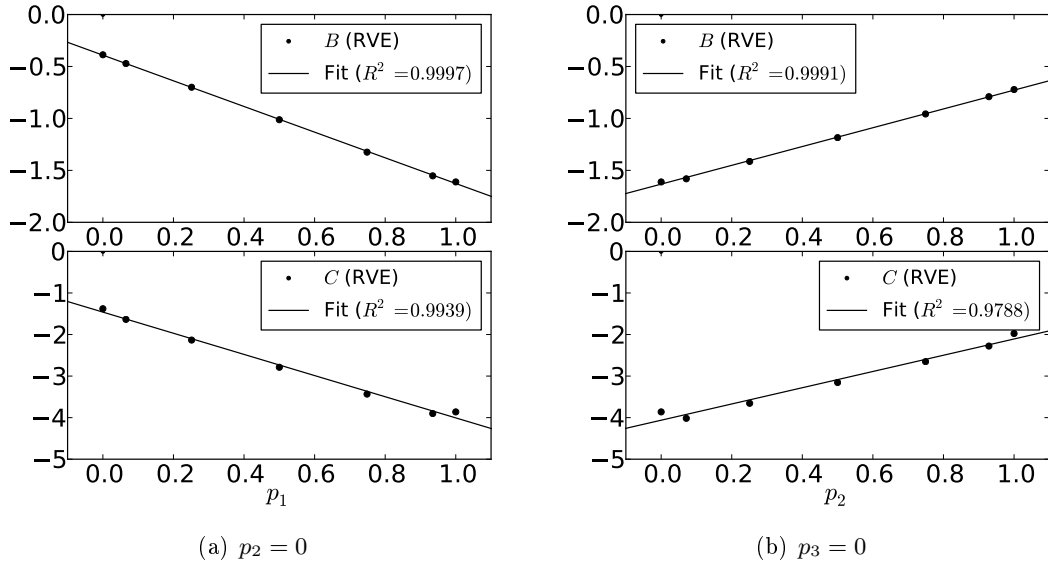 0.0
−0.5
−1.0
−1.5
−2.0
B (RVE)
Fit (R² =0.9997)
0.0 0.2 0.4 0.6 0.8 1.0
0
−1
−2
−3
−4
−5
C (RVE)
Fit (R² =0.9939)
0.0 0.2 0.4 0.6 0.8 1.0
p₁
(a) p₂ = 0
0.0
−0.5
−1.0
−1.5
−2.0
B (RVE)
Fit (R² =0.9991)
0.0 0.2 0.4 0.6 0.8 1.0
0
−1
−2
−3
−4
−5
C (RVE)
Fit (R² =0.9788)
0.0 0.2 0.4 0.6 0.8 1.0
p₂
(b) p₃ = 0